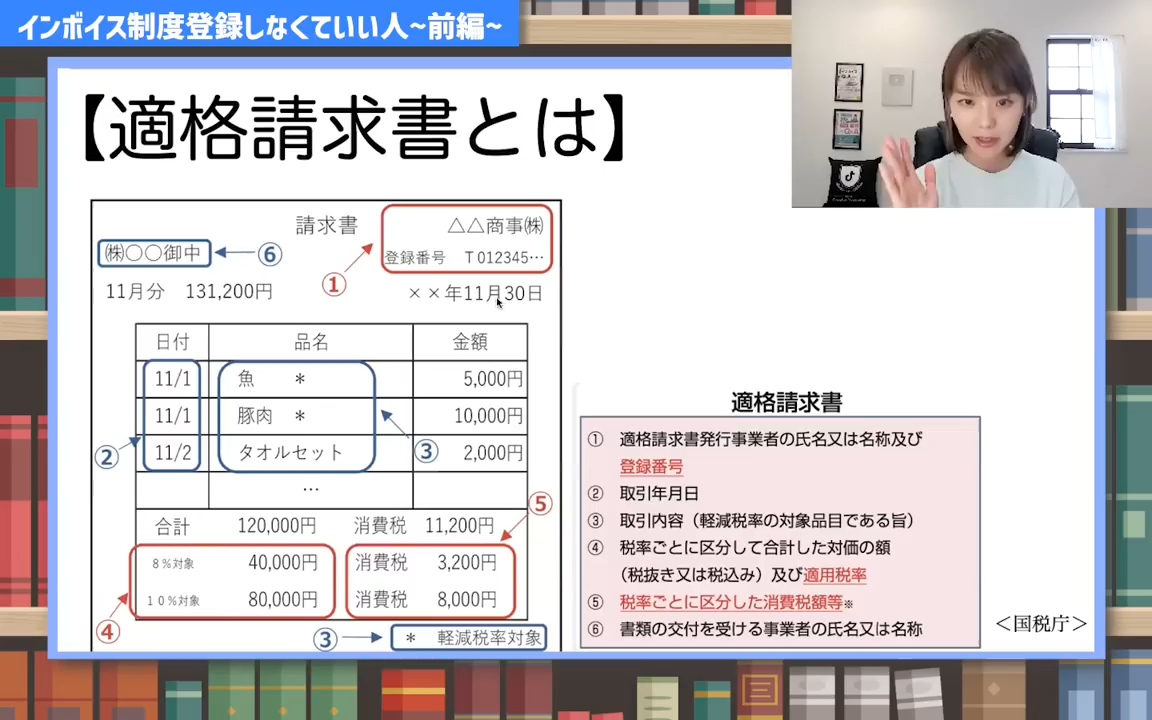 インボイス制度登録しなくていい人~前編~
【適格請求書とは】
請求書
△△商事㈱
登録番号 T012345…
㈱〇〇御中
⑥
①
11月分 131,200円
××年11月30日
日付 品名 金額
11/1 魚 * 5,000円
11/1 豚肉 * 10,000円
11/2 タオルセット 2,000円
②
③
…
⑤
合計 120,000円 消費税 11,200円
8%対象 40,000円 消費税 3,200円
10%対象 80,000円 消費税 8,000円
④
③
* 軽減税率対象
適格請求書
① 適格請求書発行事業者の氏名又は名称及び
登録番号
② 取引年月日
③ 取引内容（軽減税率の対象品目である旨）
④ 税率ごとに区分して合計した対価の額
（税抜き又は税込み）及び適用税率
⑤ 税率ごとに区分した消費税額等※
⑥ 書類の交付を受ける事業者の氏名又は名称
＜国税庁＞